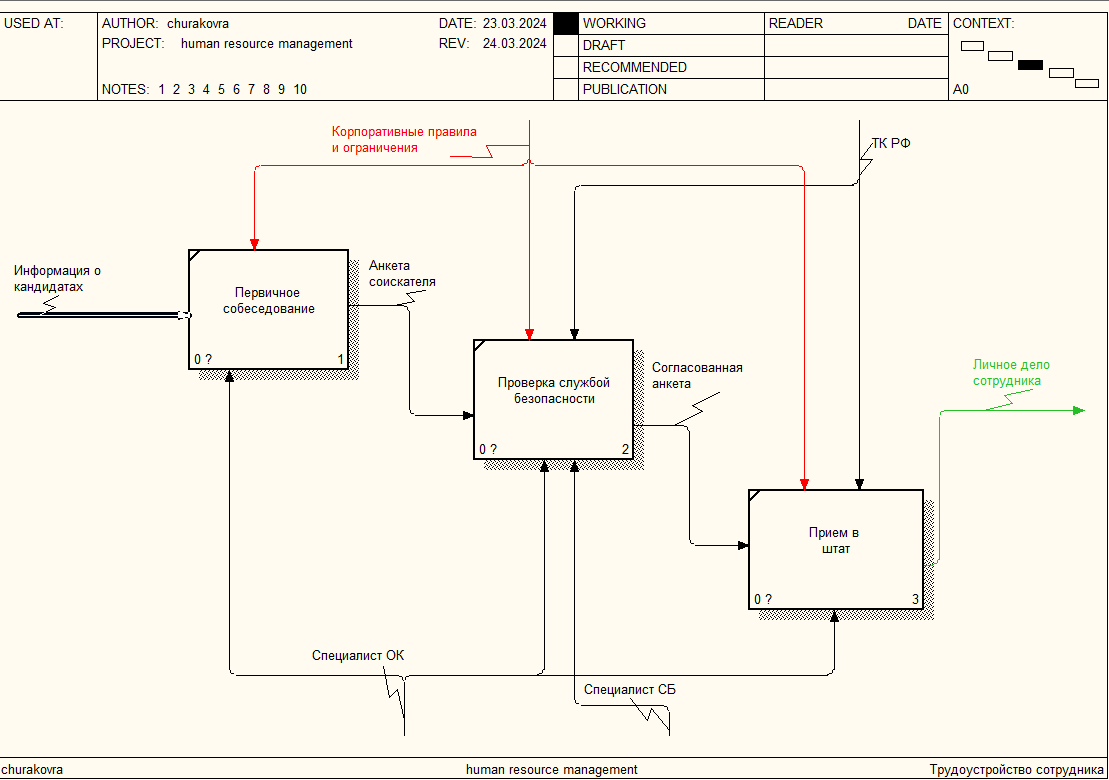 USED AT:
AUTHOR: churakovra
DATE: 23.03.2024
PROJECT: human resource management
REV: 24.03.2024
NOTES: 1 2 3 4 5 6 7 8 9 10
WORKING
DRAFT
RECOMMENDED
PUBLICATION
READER DATE
CONTEXT:
A0
Корпоративные правила
и ограничения
ТК РФ
Информация о
кандидатах
Первичное
собеседование
0 ? 1
Анкета
соискателя
Проверка службой
безопасности
0 ? 2
Согласованная
анкета
Прием в
штат
0 ? 3
Личное дело
сотрудника
Специалист ОК
Специалист СБ
churakovra
human resource management
Трудоустройство сотрудника